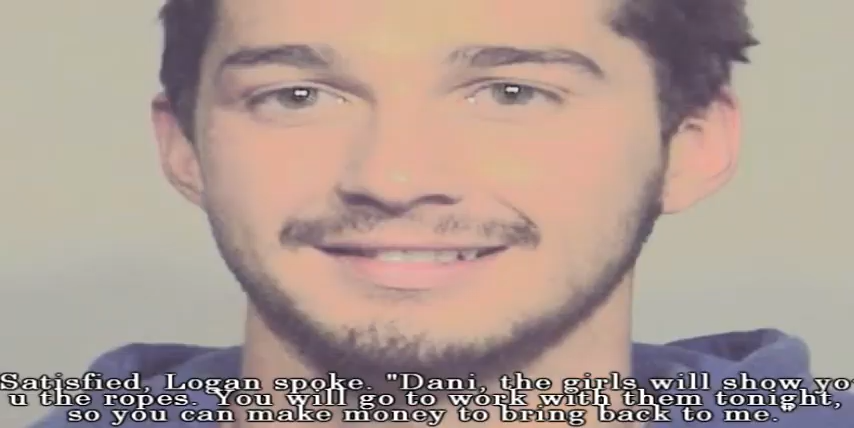 Satisfied, Logan spoke. "Dani, the girls will show yo
u the ropes. You will go to work with them tonight,
so you can make money to bring back to me."